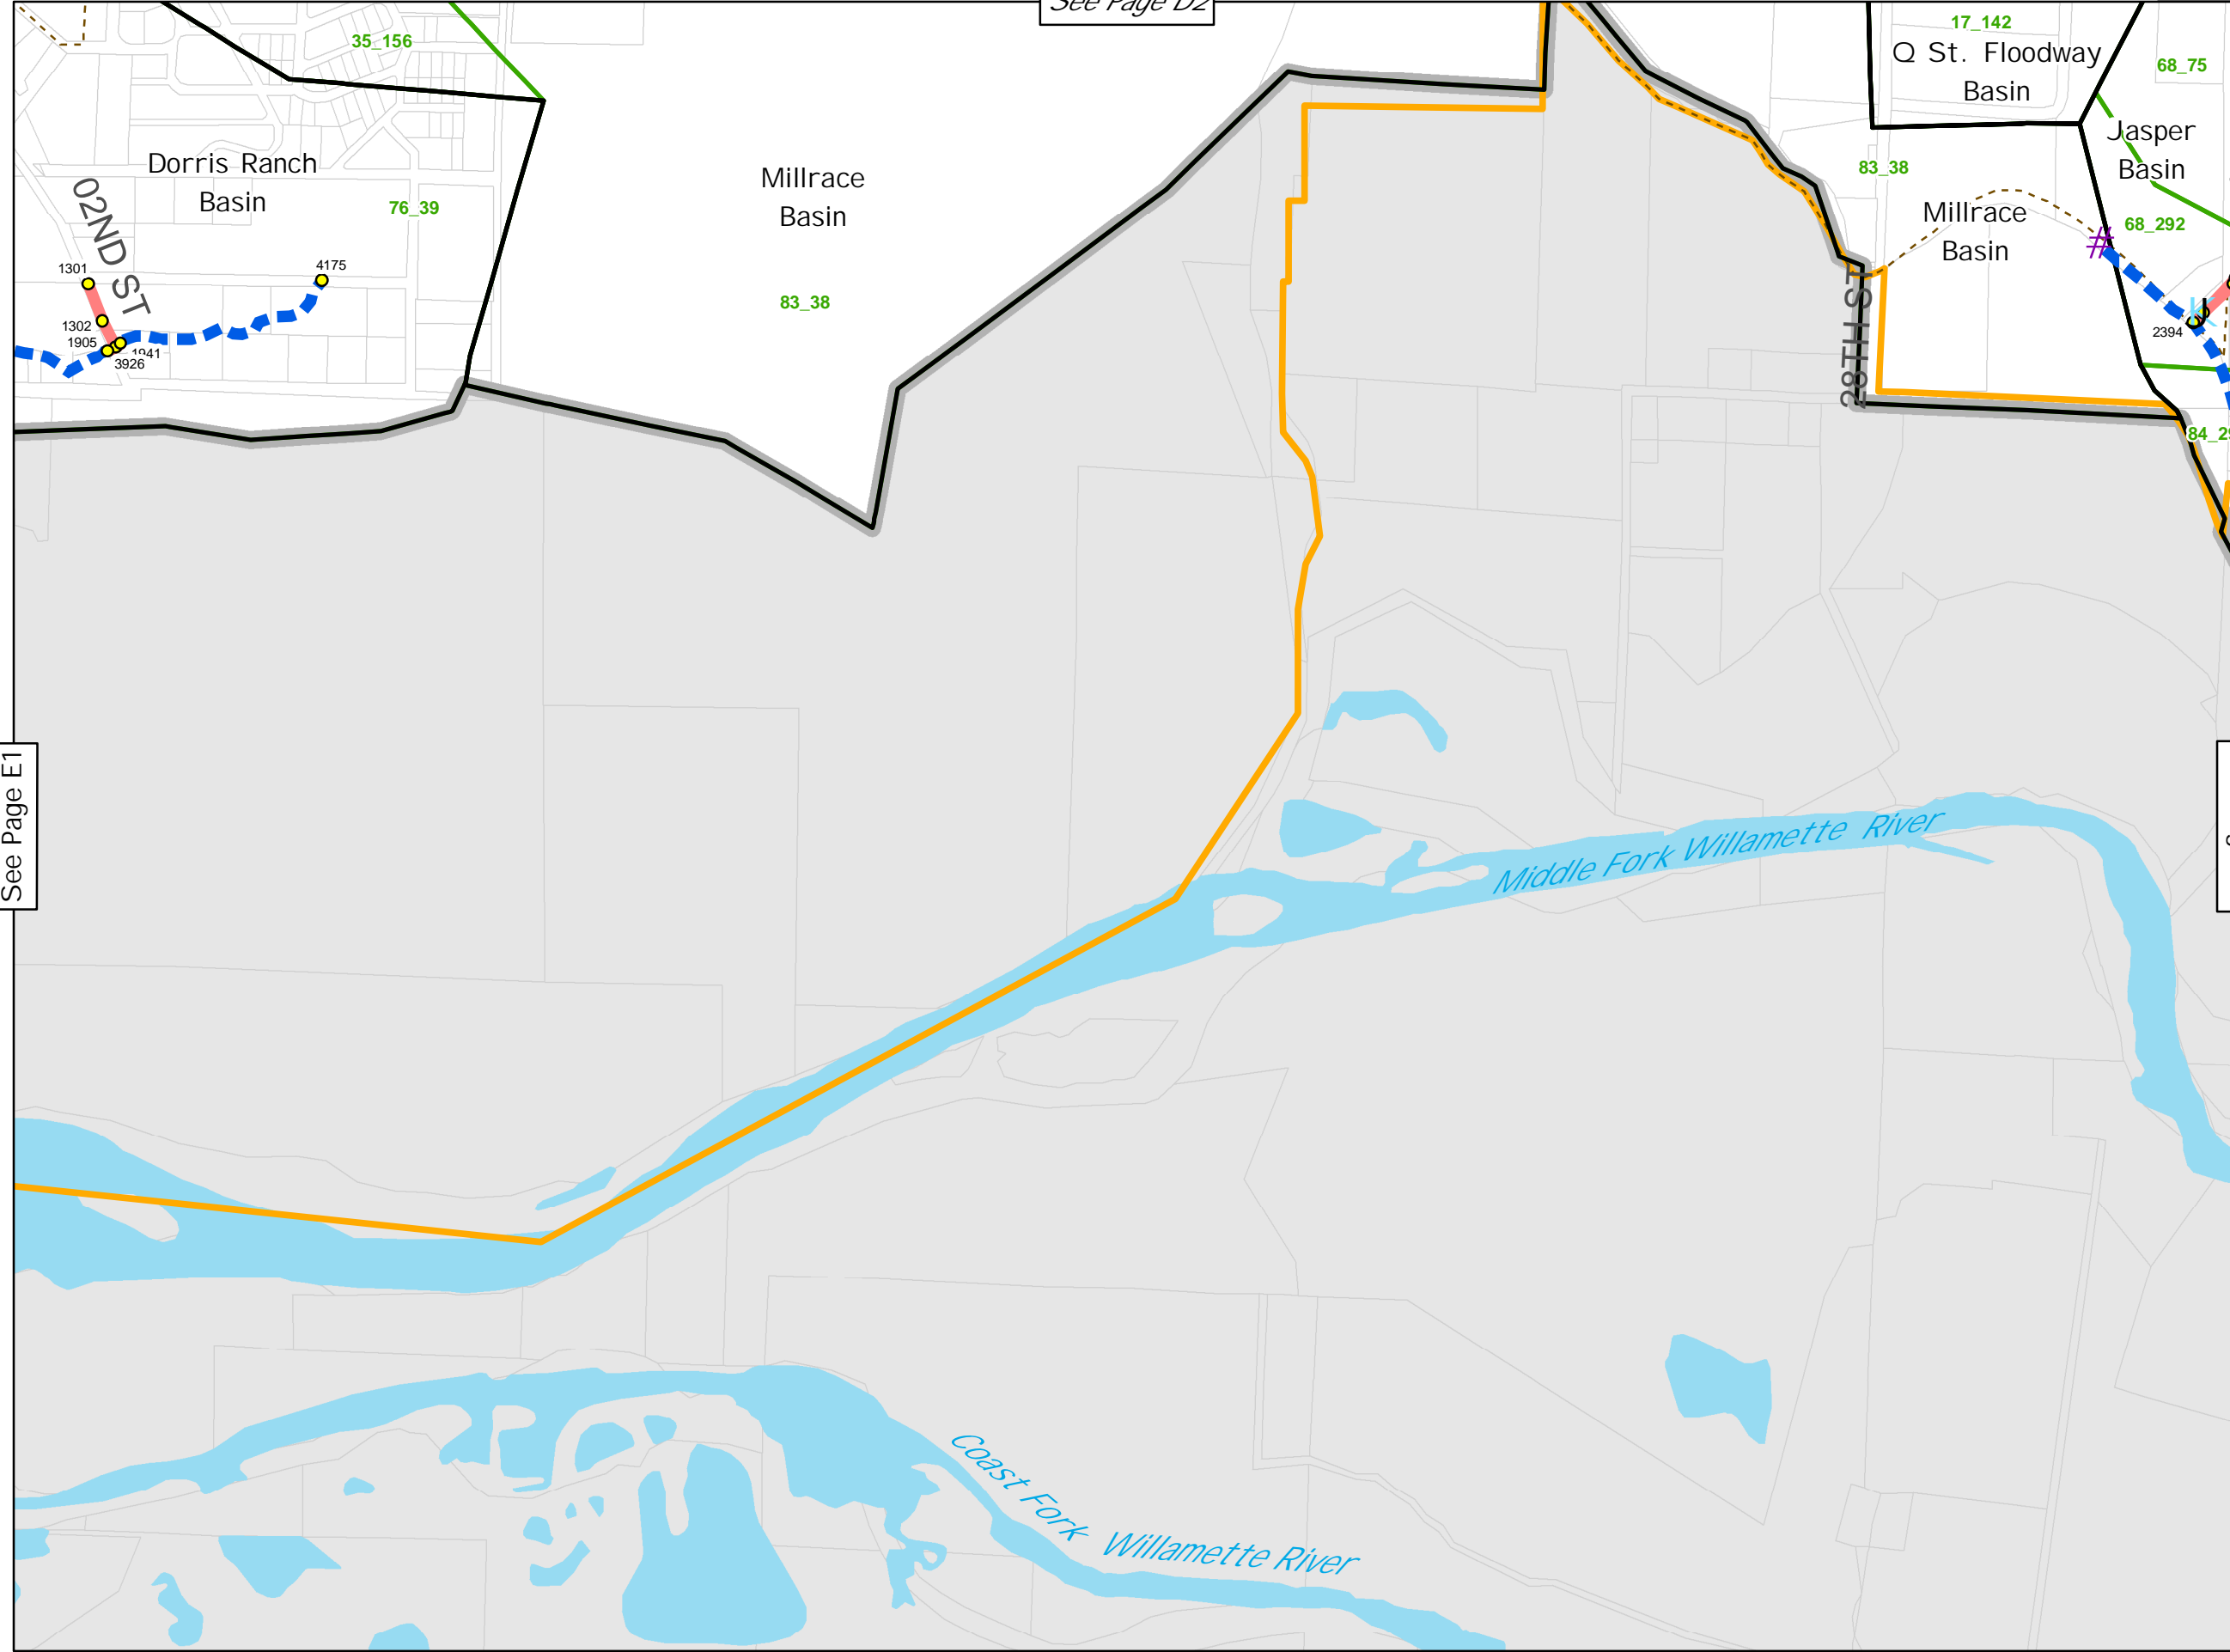 See Page D2
35_156
17_142
Q St. Floodway
Basin
68_75
Jasper
Basin
Dorris Ranch
Basin
76_39
Millrace
Basin
83_38
83_38
Millrace
Basin
68_292
02ND ST
1301
1302
1905
1941
3926
4175
28TH ST
K
2394
See Page E1
Middle Fork Willamette River
Coast Fork Willamette River